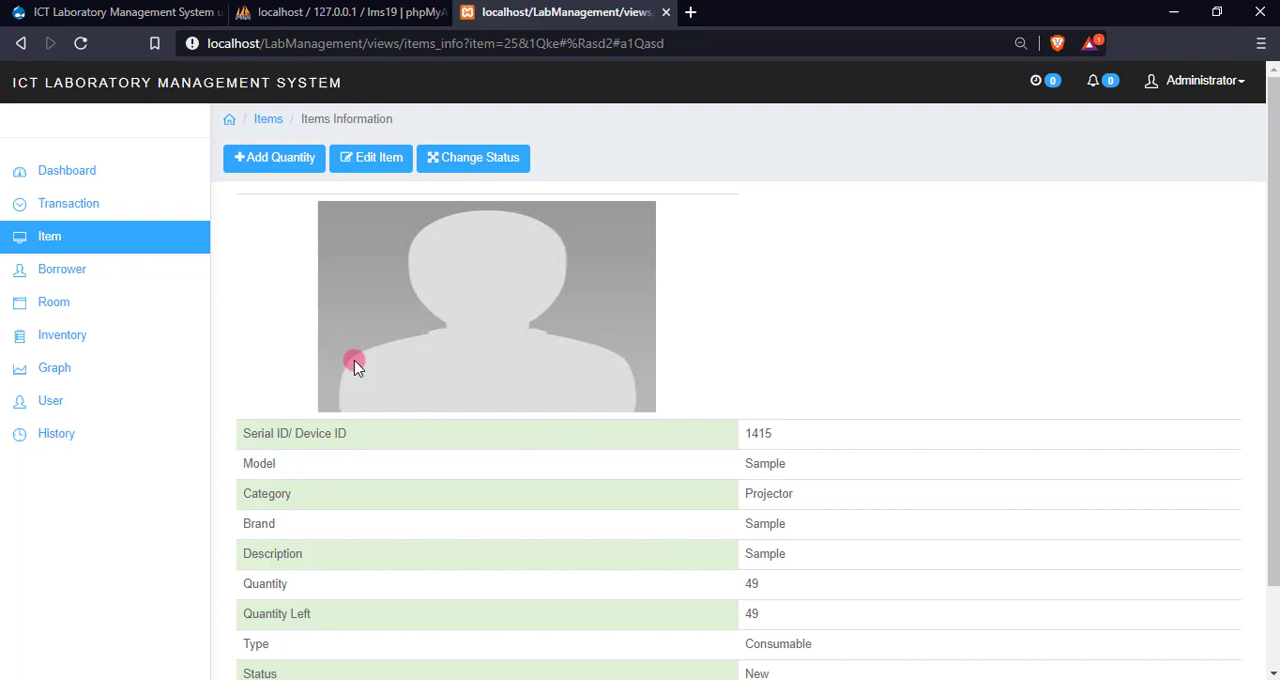 ICT Laboratory Management System u
localhost / 127.0.0.1 / lms19 | phpMyA
localhost/LabManagement/views,
localhost/LabManagement/views/items_info?item=25&1Qke#%Rasd2#a1Qasd
1
ICT LABORATORY MANAGEMENT SYSTEM
0
0
Administrator
Items / Items Information
Add Quantity
Edit Item
Change Status
Dashboard
Transaction
Item
Borrower
Room
Inventory
Graph
User
History
Serial ID/ Device ID 1415
Model Sample
Category Projector
Brand Sample
Description Sample
Quantity 49
Quantity Left 49
Type Consumable
Status New